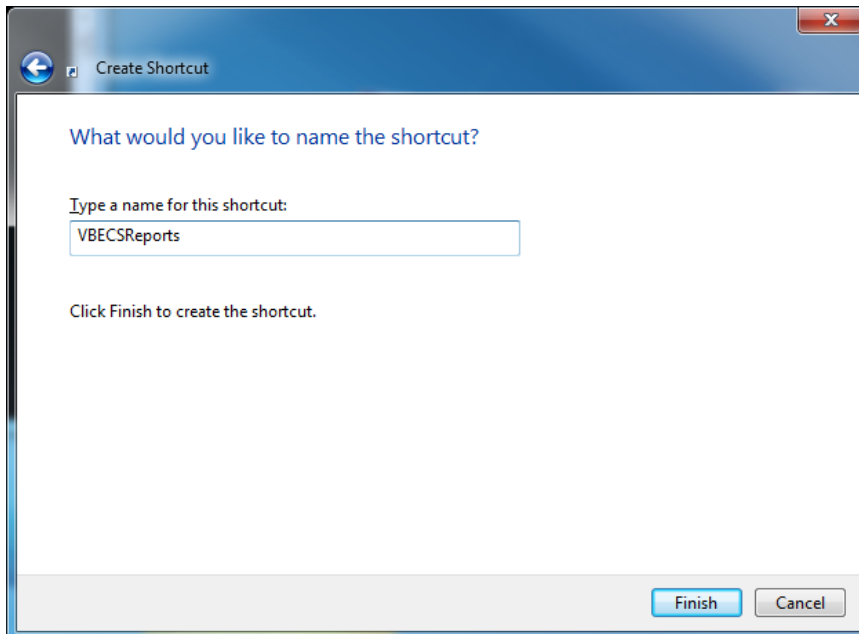 Create Shortcut
What would you like to name the shortcut?
Type a name for this shortcut:
VBECSReports
Click Finish to create the shortcut.
Finish Cancel